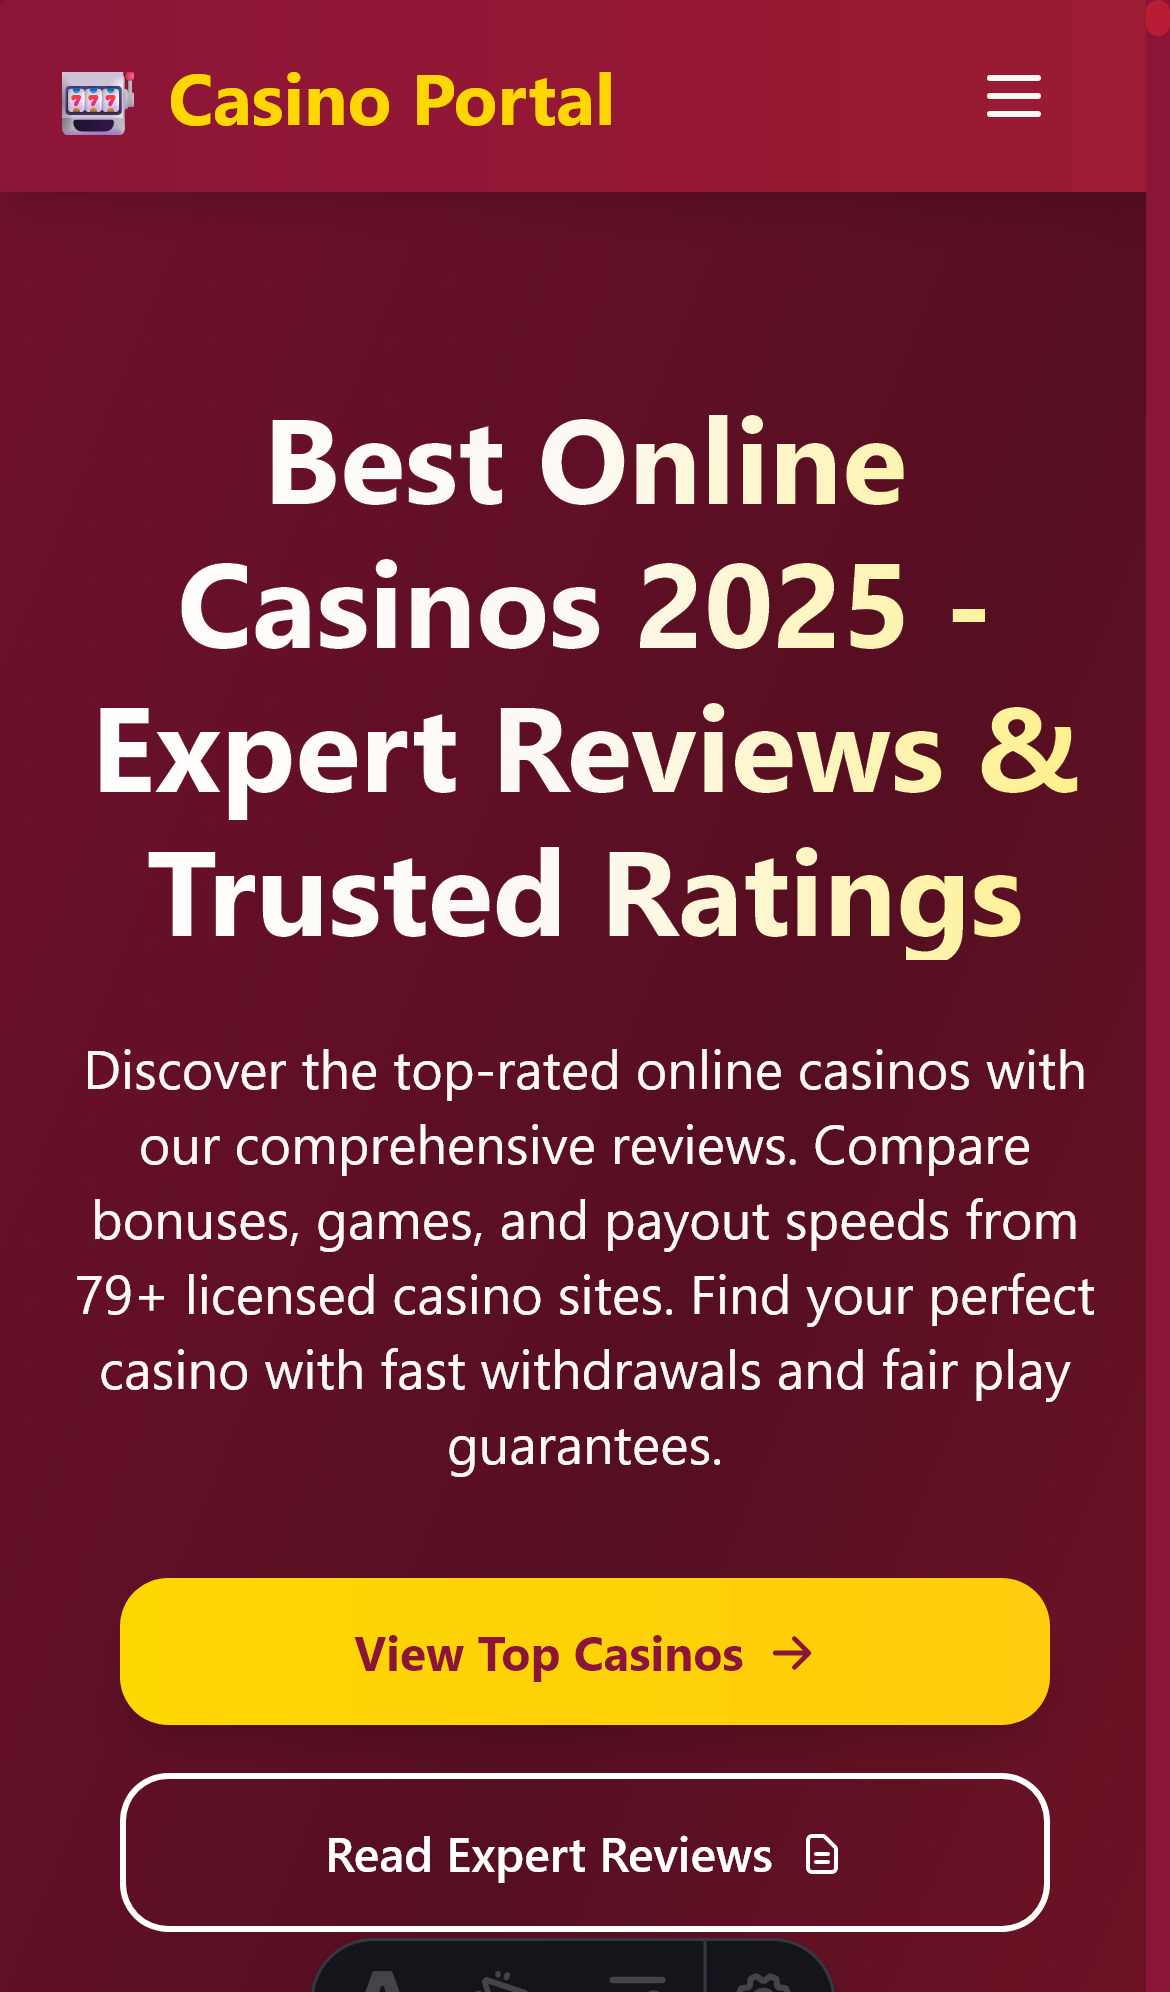 Casino Portal
Best Online
Casinos 2025 -
Expert Reviews &
Trusted Ratings
Discover the top-rated online casinos with
our comprehensive reviews. Compare
bonuses, games, and payout speeds from
79+ licensed casino sites. Find your perfect
casino with fast withdrawals and fair play
guarantees.
View Top Casinos
Read Expert Reviews